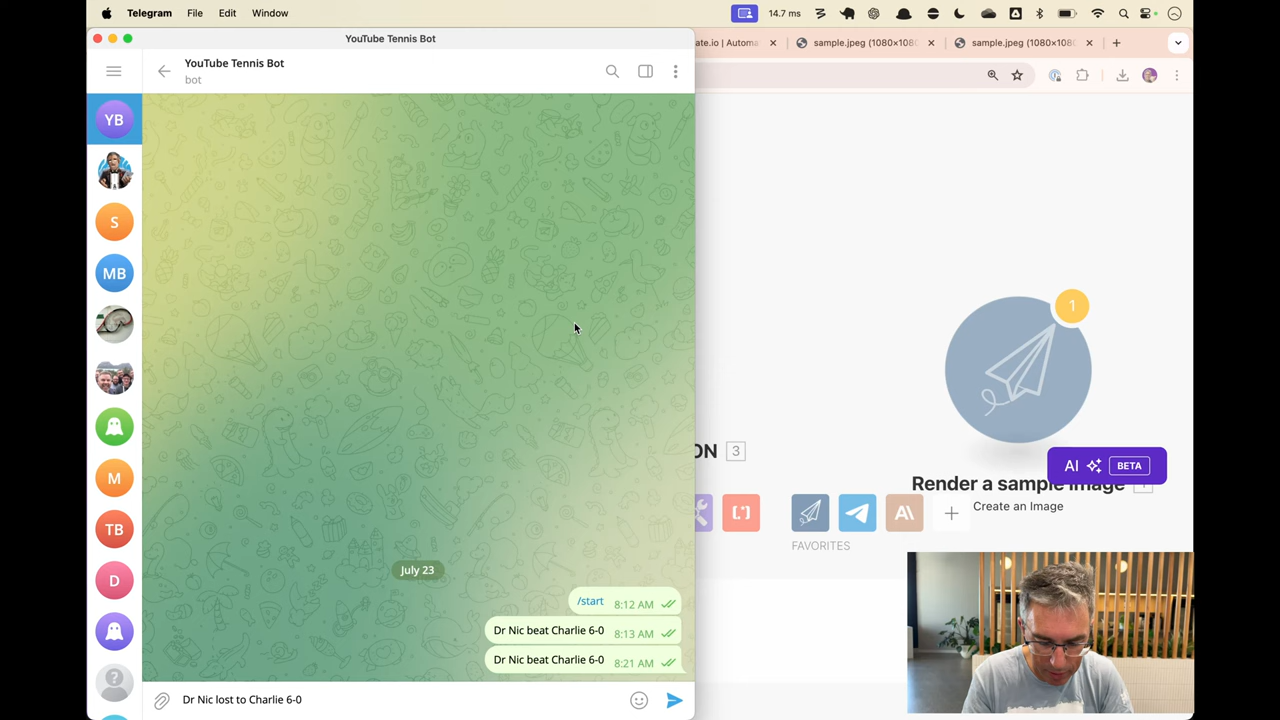 Telegram File Edit Window 14.7 ms
YouTube Tennis Bot
ate.io | Automa sample.jpeg (1080×108 sample.jpeg (1080×108
YouTube Tennis Bot
bot
YB
S
MB
M
TB
D
July 23
/start 8:12 AM
Dr Nic beat Charlie 6-0 8:13 AM
Dr Nic beat Charlie 6-0 8:21 AM
Dr Nic lost to Charlie 6-0
1
ON 3
AI BETA
Render a sample image
Create an Image
FAVORITES